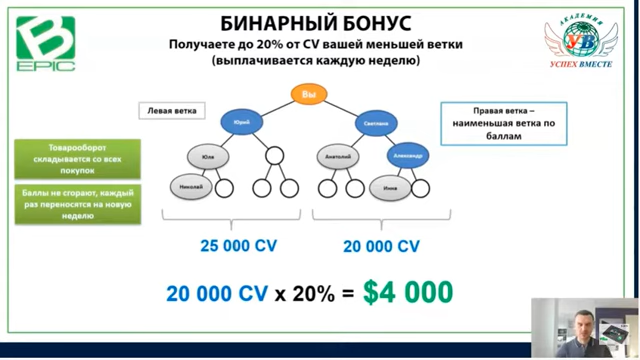 B
EPIC
БИНАРНЫЙ БОНУС
Получаете до 20% от CV вашей меньшей ветки
(выплачивается каждую неделю)
АКАДЕМИЯ
УВ
УСПЕХ ВМЕСТЕ
Вы
Левая ветка
Юрий
Светлана
Правая ветка –
наименьшая ветка по
баллам
Товарооборот
складывается со всех
покупок
Юля
Анатолий
Александр
Баллы не сгорают, каждый
раз переносятся на новую
неделю
Николай
Инна
25 000 CV
20 000 CV
20 000 CV x 20% = $4 000